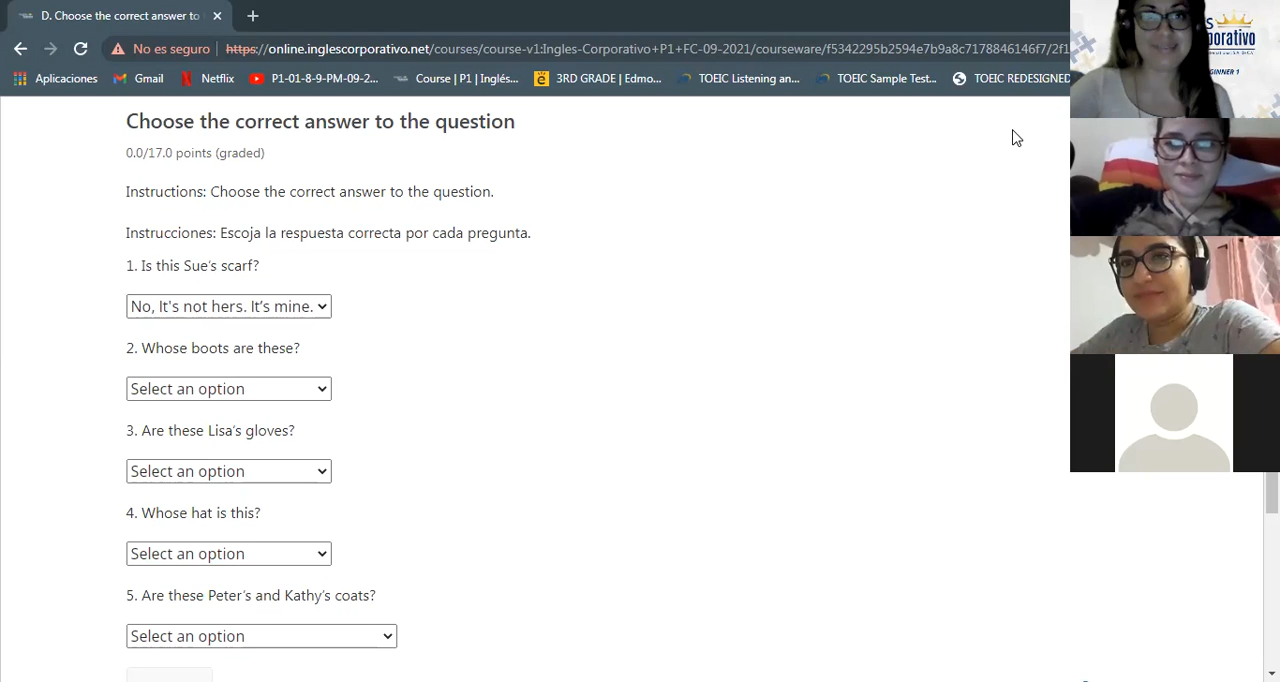 D. Choose the correct answer to
No es seguro
https://online.inglescorporativo.net/courses/course-v1:Ingles-Corporativo+P1+FC-09-2021/courseware/f5342295b2594e7b9a8c7178846146f7/2f1
Aplicaciones
Gmail
Netflix
P1-01-8-9-PM-09-2...
Course | P1 | Inglés...
3RD GRADE | Edmo...
TOEIC Listening an...
TOEIC Sample Test...
TOEIC REDESIGNED
Choose the correct answer to the question
0.0/17.0 points (graded)
Instructions: Choose the correct answer to the question.
Instrucciones: Escoja la respuesta correcta por cada pregunta.
1. Is this Sue's scarf?
No, It's not hers. It's mine.
2. Whose boots are these?
Select an option
3. Are these Lisa's gloves?
Select an option
4. Whose hat is this?
Select an option
5. Are these Peter's and Kathy's coats?
Select an option